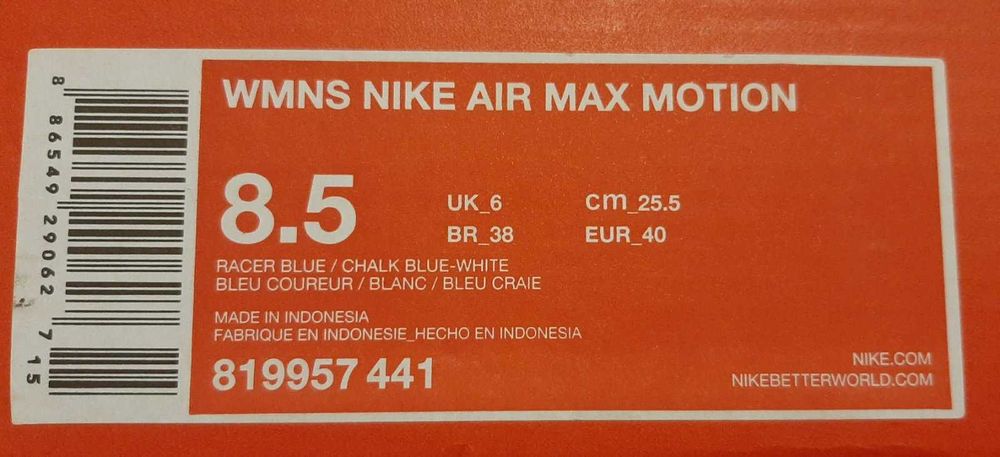 WMNS NIKE AIR MAX MOTION
8.5
UK_6
cm_25.5
BR_38
EUR_40
RACER BLUE / CHALK BLUE-WHITE
BLEU COUREUR / BLANC / BLEU CRAIE
MADE IN INDONESIA
FABRIQUE EN INDONESIE_HECHO EN INDONESIA
819957 441
NIKE.COM
NIKEBETTERWORLD.COM
8 86549 29062 7 15